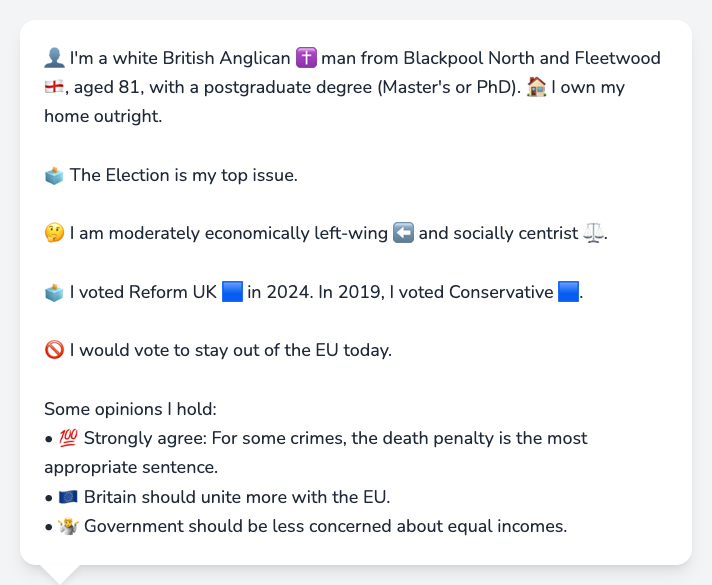 👤 I'm a white British Anglican ✝️ man from Blackpool North and Fleetwood
🏴󠁧󠁢󠁥󠁮󠁧󠁿, aged 81, with a postgraduate degree (Master's or PhD). 🏠 I own my
home outright.
🗳️ The Election is my top issue.
🤔 I am moderately economically left-wing ⬅️ and socially centrist ⚖️.
🗳️ I voted Reform UK 🟦 in 2024. In 2019, I voted Conservative 🟦.
🚫 I would vote to stay out of the EU today.
Some opinions I hold:
• 💯 Strongly agree: For some crimes, the death penalty is the most
appropriate sentence.
• 🇪🇺 Britain should unite more with the EU.
• 🤷 Government should be less concerned about equal incomes.